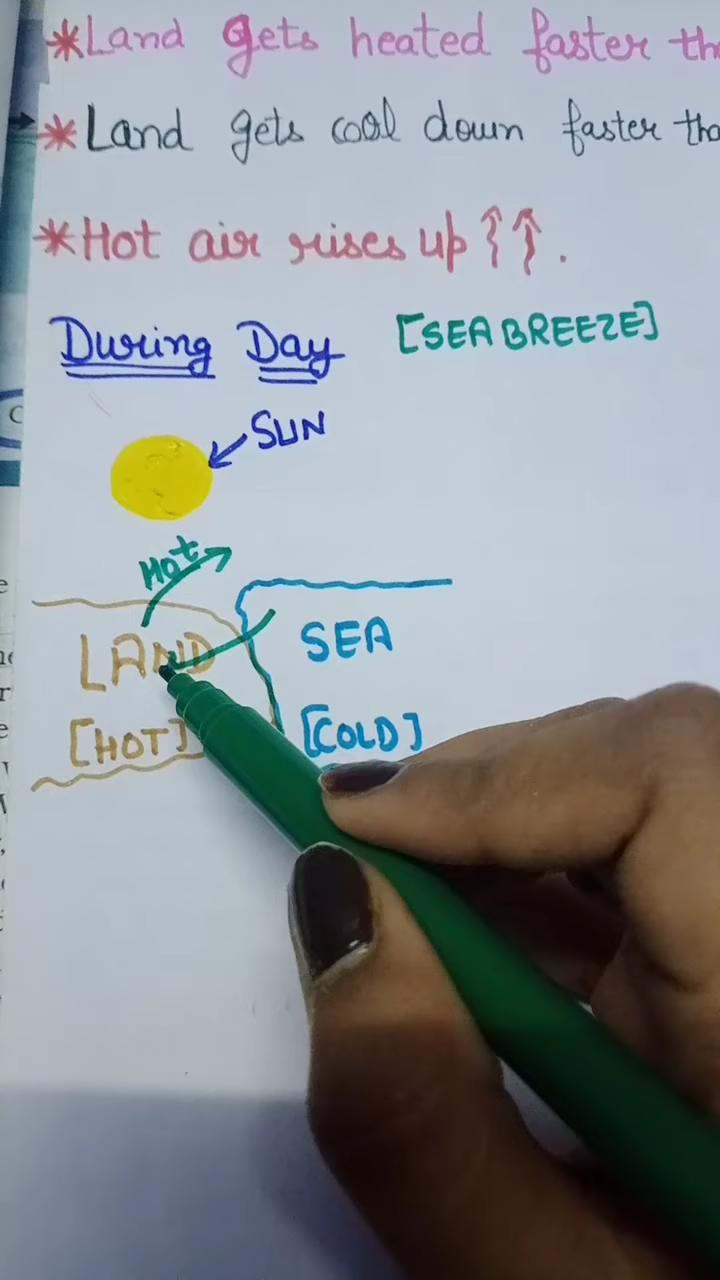 *Land gets heated faster
*Land gets cool down faster
*Hot air rises up
During Day [SEA BREEZE]
SUN
Hot
LAND SEA
[HOT] [COLD]